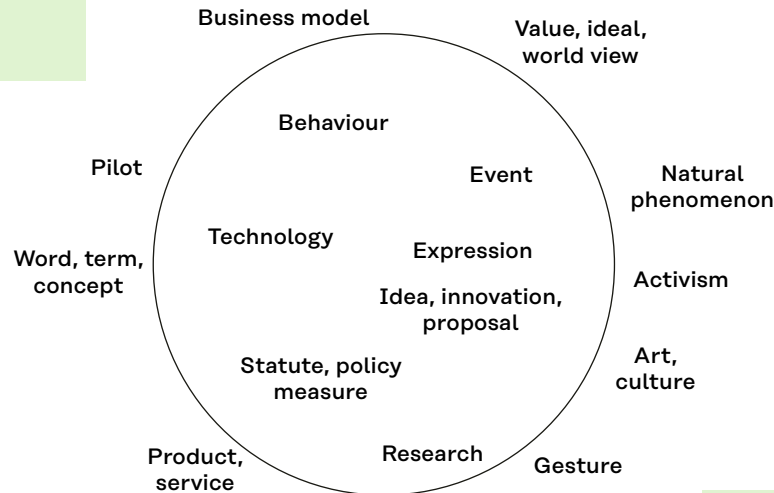 Business model
Value, ideal,
world view
Behaviour
Pilot
Event
Natural
phenomenon
Technology
Expression
Word, term,
concept
Activism
Idea, innovation,
proposal
Art,
culture
Statute, policy
measure
Product,
service
Research
Gesture